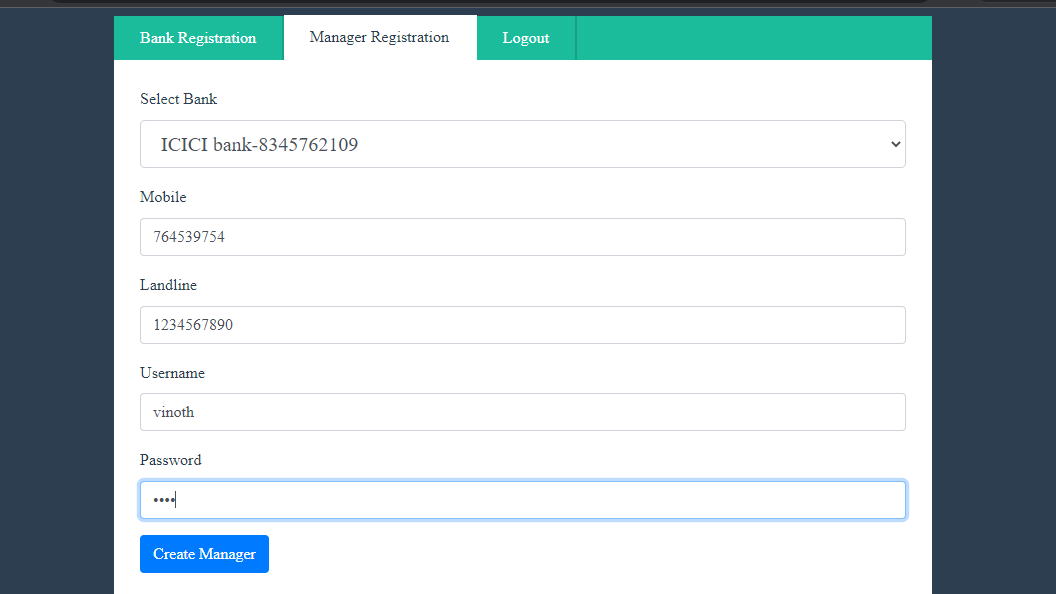 Bank Registration Manager Registration Logout
Select Bank
ICICI bank-8345762109
Mobile
764539754
Landline
1234567890
Username
vinoth
Password
••••
Create Manager